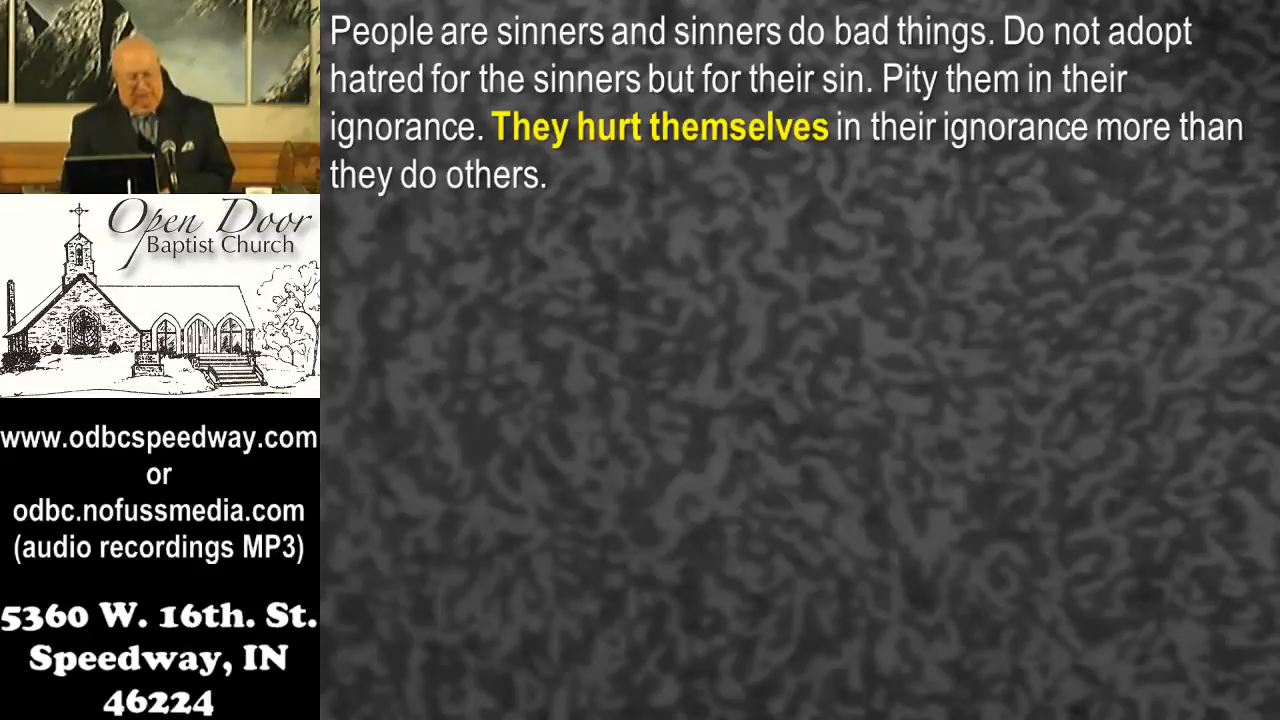 People are sinners and sinners do bad things. Do not adopt
hatred for the sinners but for their sin. Pity them in their
ignorance. They hurt themselves in their ignorance more than
they do others.
Open Door
Baptist Church
www.odbcspeedway.com
or
odbc.nofussmedia.com
(audio recordings MP3)
5360 W. 16th. St.
Speedway, IN
46224